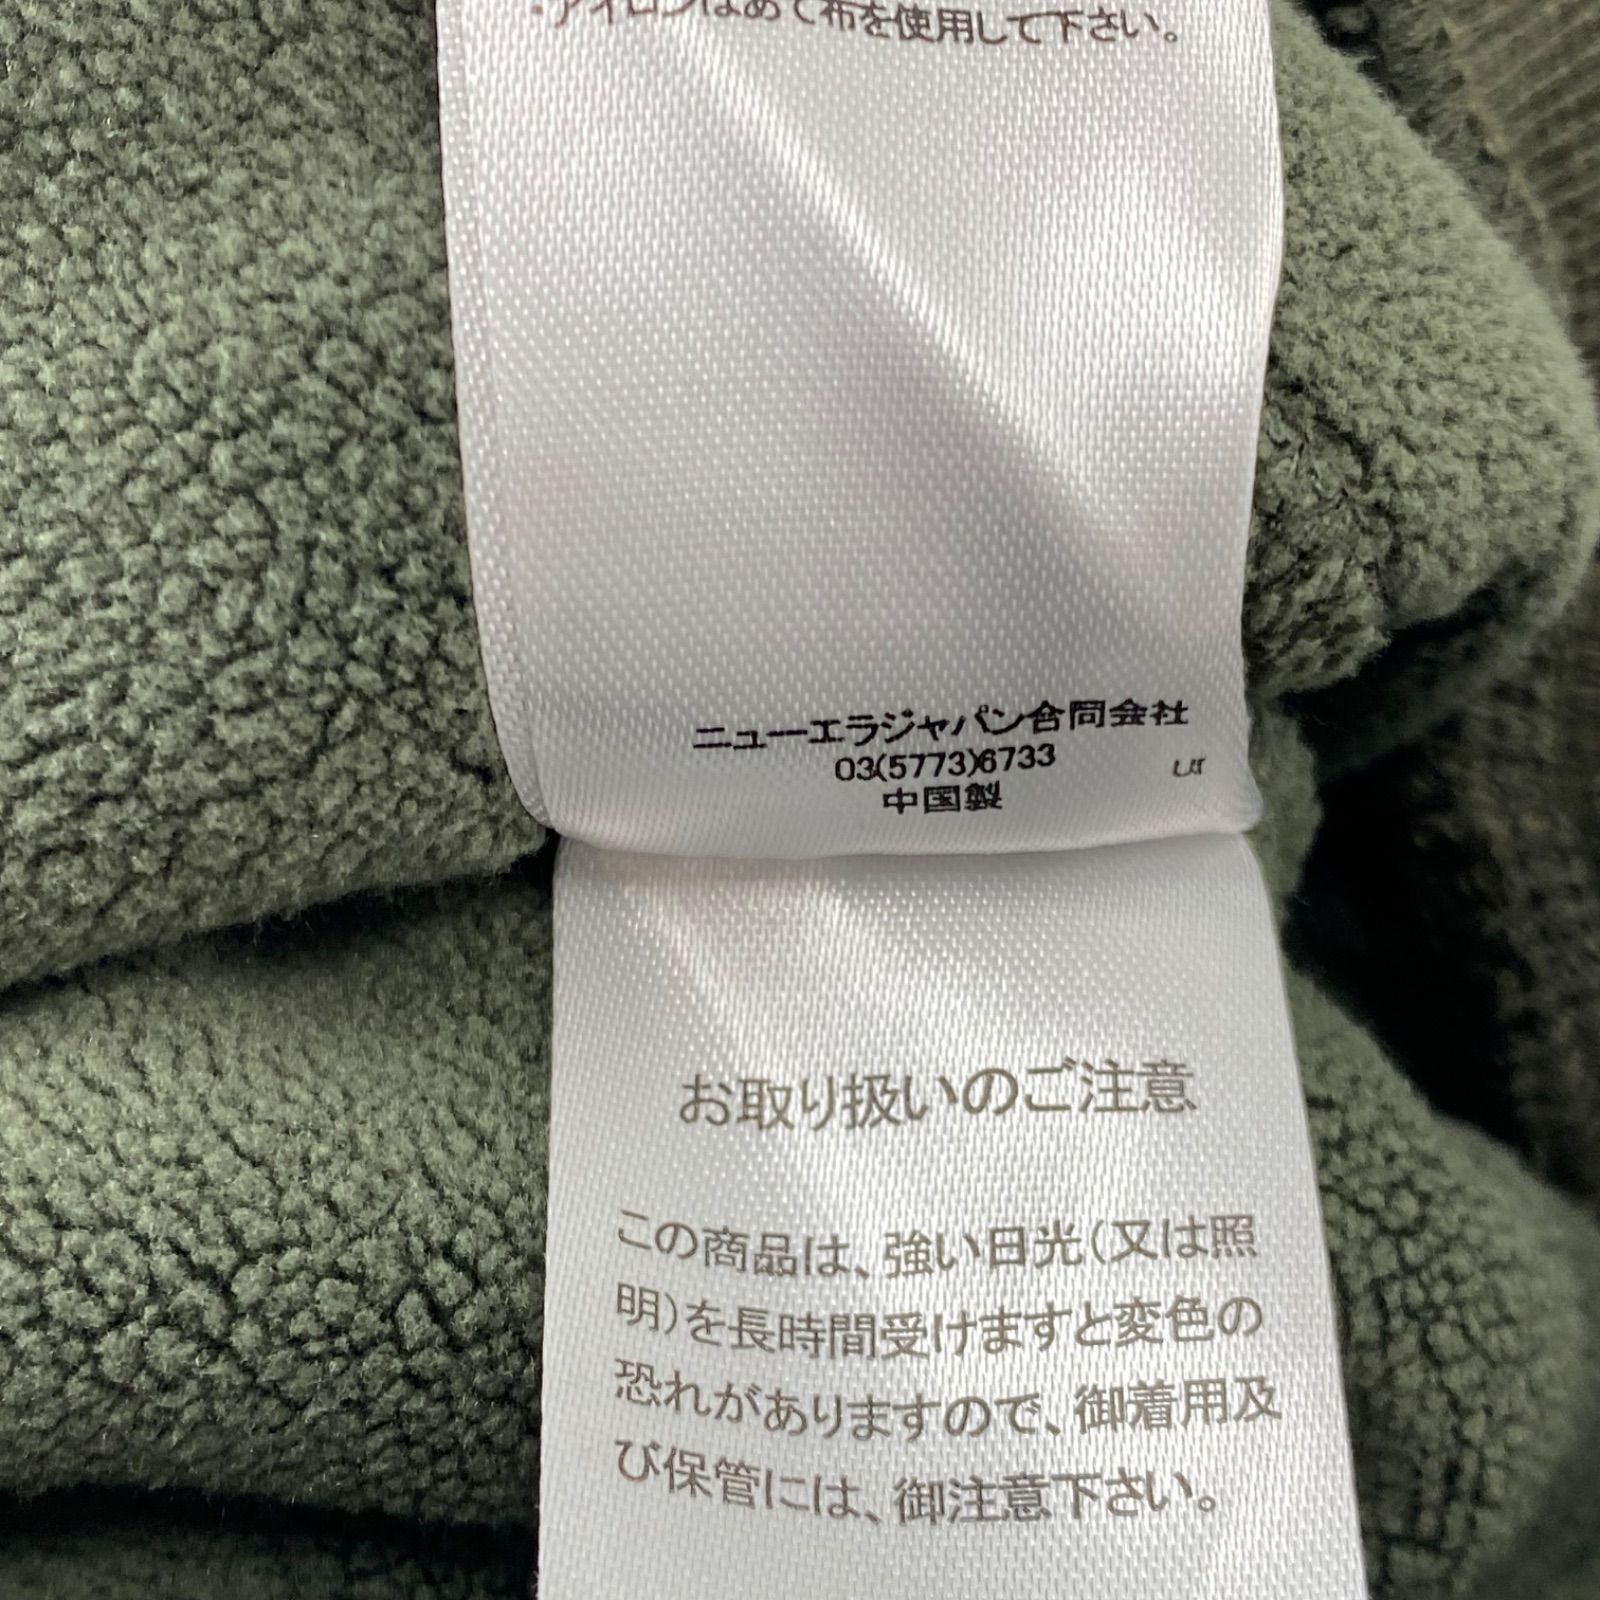 ・アイロンはあて布を使用して下さい。
ニューエラジャパン合同会社
03(5773)6733
中国製
お取り扱いのご注意
この商品は、強い日光(又は照
明)を長時間受けますと変色の
恐れがありますので、御着用及
び保管には、御注意下さい。